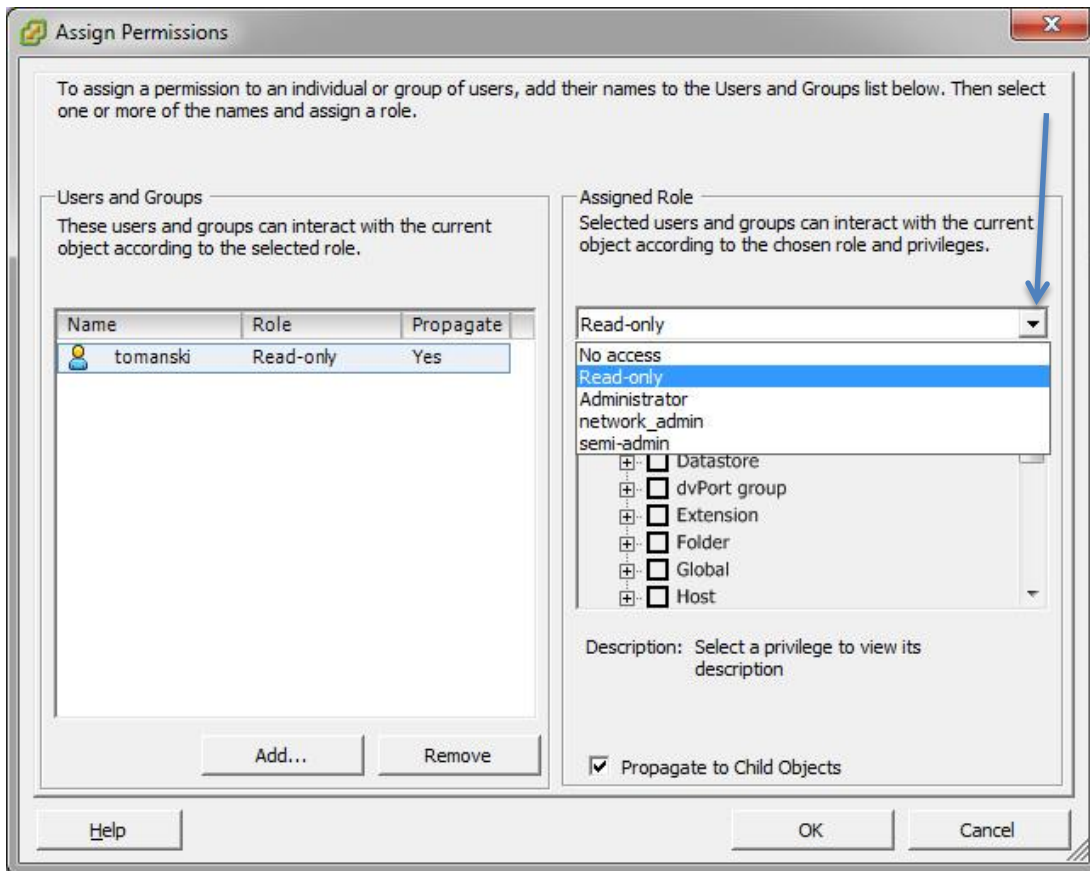 Assign Permissions
To assign a permission to an individual or group of users, add their names to the Users and Groups list below. Then select
one or more of the names and assign a role.
Users and Groups
These users and groups can interact with the current
object according to the selected role.
Name Role Propagate
tomanski Read-only Yes
Add... Remove
Assigned Role
Selected users and groups can interact with the current
object according to the chosen role and privileges.
Read-only
No access
Read-only
Administrator
network_admin
semi-admin
Datastore
dvPort group
Extension
Folder
Global
Host
Description: Select a privilege to view its
description
Propagate to Child Objects
Help OK Cancel